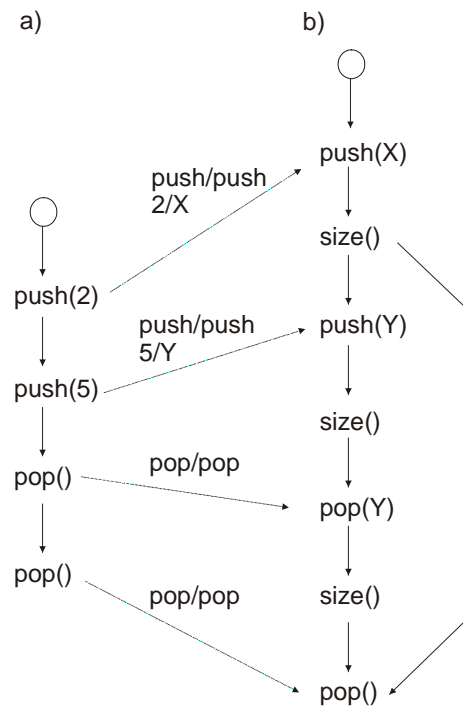 a)
b)
push(X)
push/push
2/X
size()
push(2)
push/push
5/Y
push(Y)
push(5)
size()
pop()
pop/pop
pop(Y)
pop()
pop/pop
size()
pop()